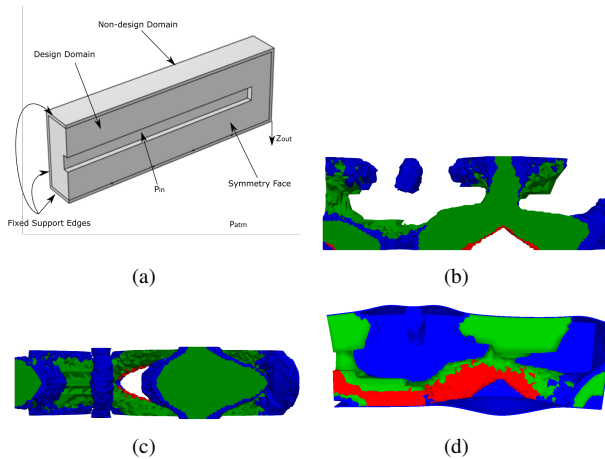 Non-design Domain
Design Domain
Zout
Pin
Symmetry Face
Fixed Support Edges
Patm
(a)
(b)
(c)
(d)